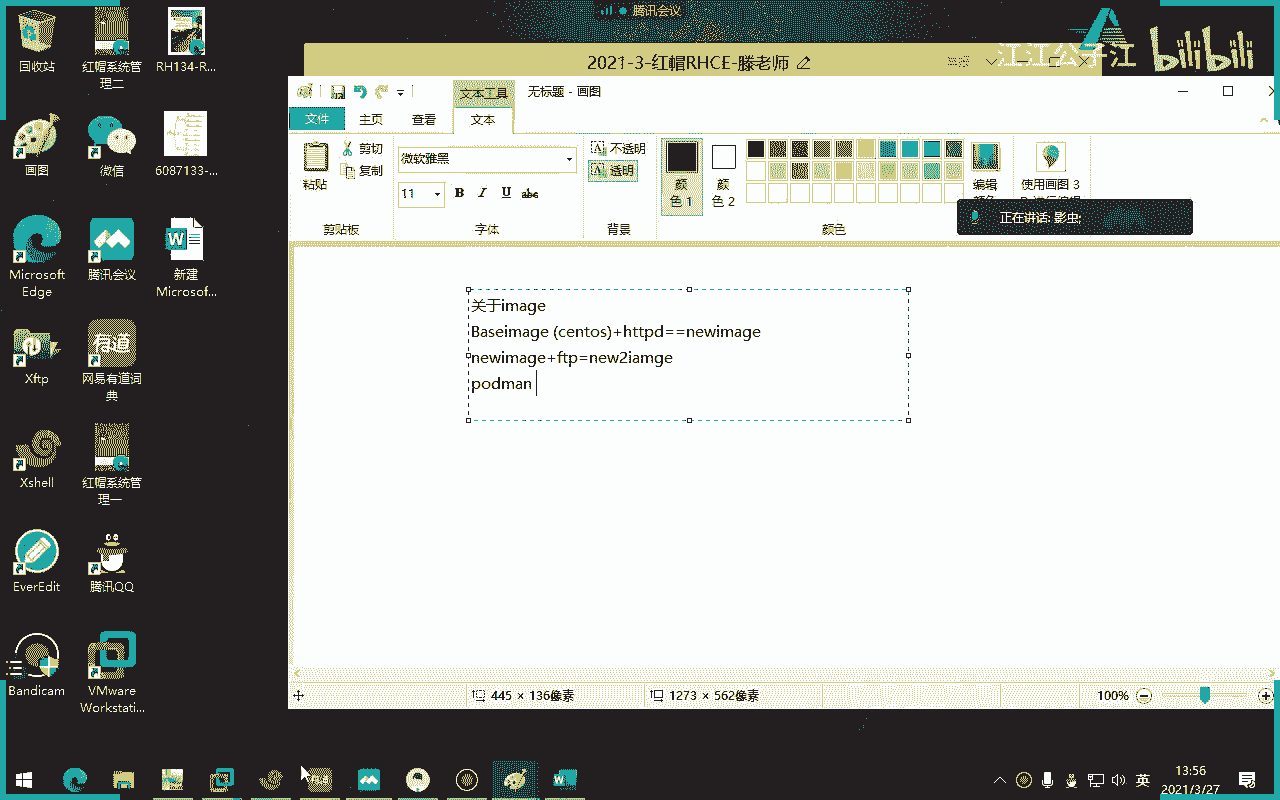 腾讯会议
江江公子江
bilibili
2021-3-红帽RHCE-滕老师
文本工具
无标题 - 画图
文件
主页
查看
文本
粘贴
剪切
复制
剪贴板
微软雅黑
11
B I U abc
字体
不透明
透明
背景
颜色 1
颜色 2
颜色
编辑
使用画图 3
正在讲话: 影虫;
关于image
Baseimage (centos)+httpd==newimage
newimage+ftp=new2iamge
podman
回收站
红帽系统管理二
RH134-R...
画图
微信
6087133-...
Microsoft Edge
腾讯会议
新建 Microsof...
Xftp
网易有道词典
有道
Xshell
红帽系统管理一
EverEdit
腾讯QQ
Bandicam
VMware Workstati...
445 × 136像素
1273 × 562像素
100%
英
13:56
2021/3/27